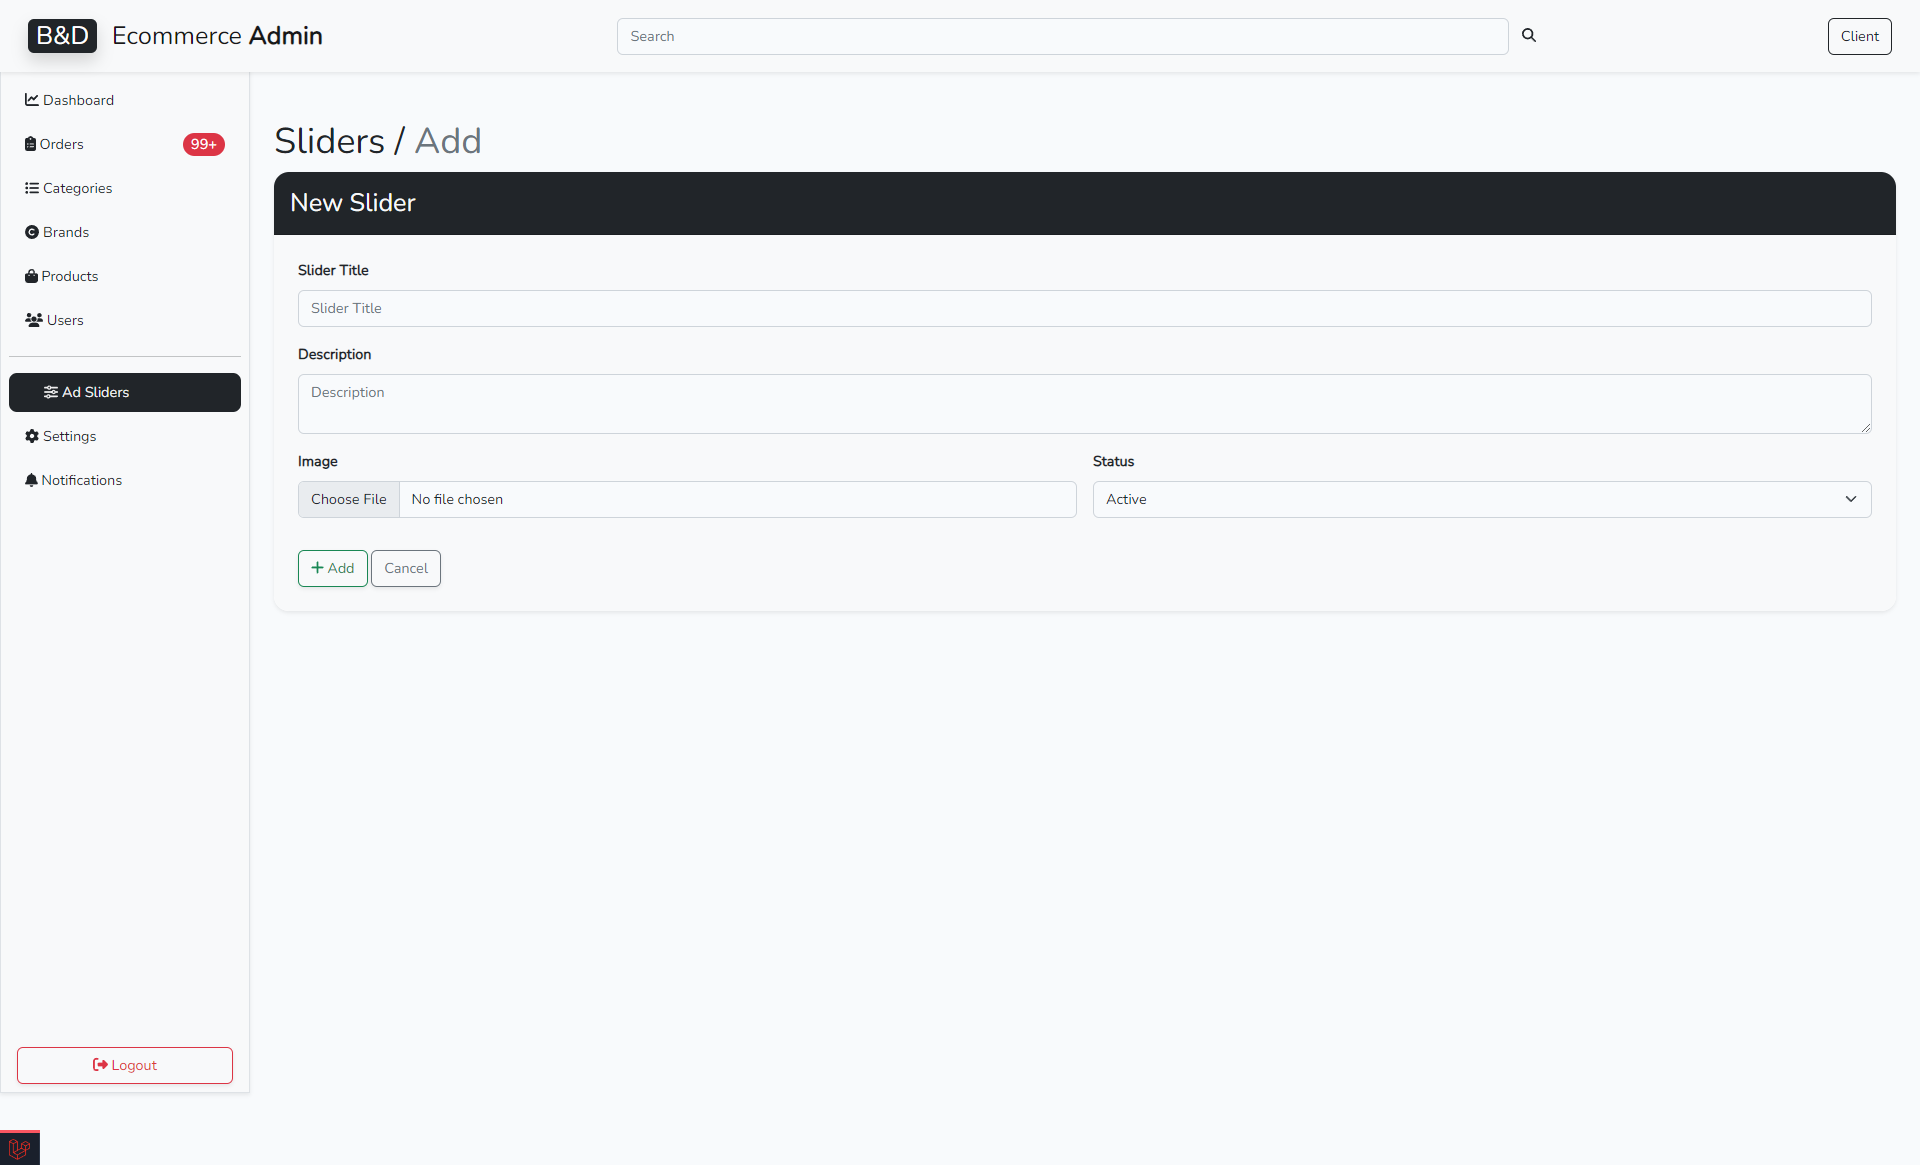 B&D Ecommerce Admin
Search
Client
Dashboard
Orders 99+
Categories
Brands
Products
Users
Ad Sliders
Settings
Notifications
Logout
Sliders / Add
New Slider
Slider Title
Slider Title
Description
Description
Image
Choose File No file chosen
Status
Active
Add
Cancel